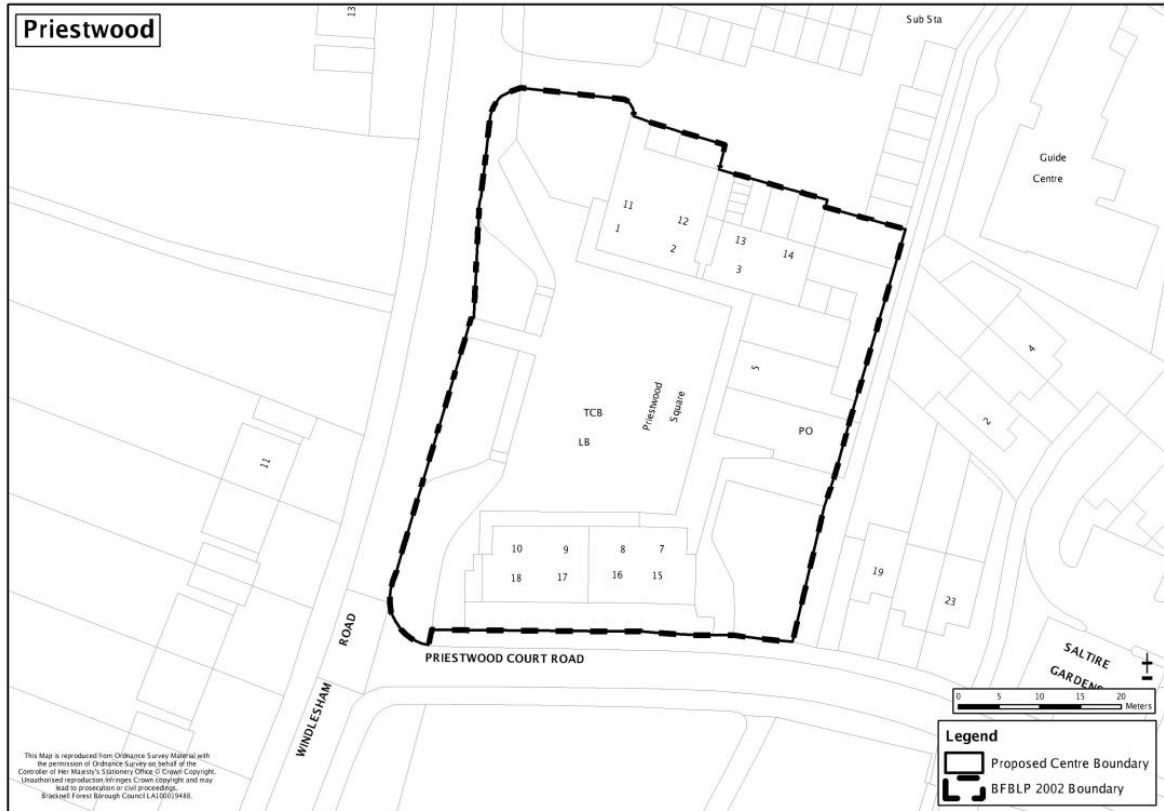 Priestwood
13
Sub Sta
Guide
Centre
11
12
1
2
13
14
3
4
5
2
Priestwood
Square
TCB
LB
PO
11
10
9
8
7
18
17
16
15
19
23
ROAD
WINDLESHAM
PRIESTWOOD COURT ROAD
SALTIRE
GARDENS
0 5 10 15 20
Meters
Legend
Proposed Centre Boundary
BFBLP 2002 Boundary
This Map is reproduced from Ordnance Survey Material with
the permission of Ordnance Survey on behalf of the
Controller of Her Majesty's Stationery Office © Crown Copyright.
Unauthorised reproduction infringes Crown copyright and may
lead to prosecution or civil proceedings.
Bracknell Forest Borough Council LA100019488.